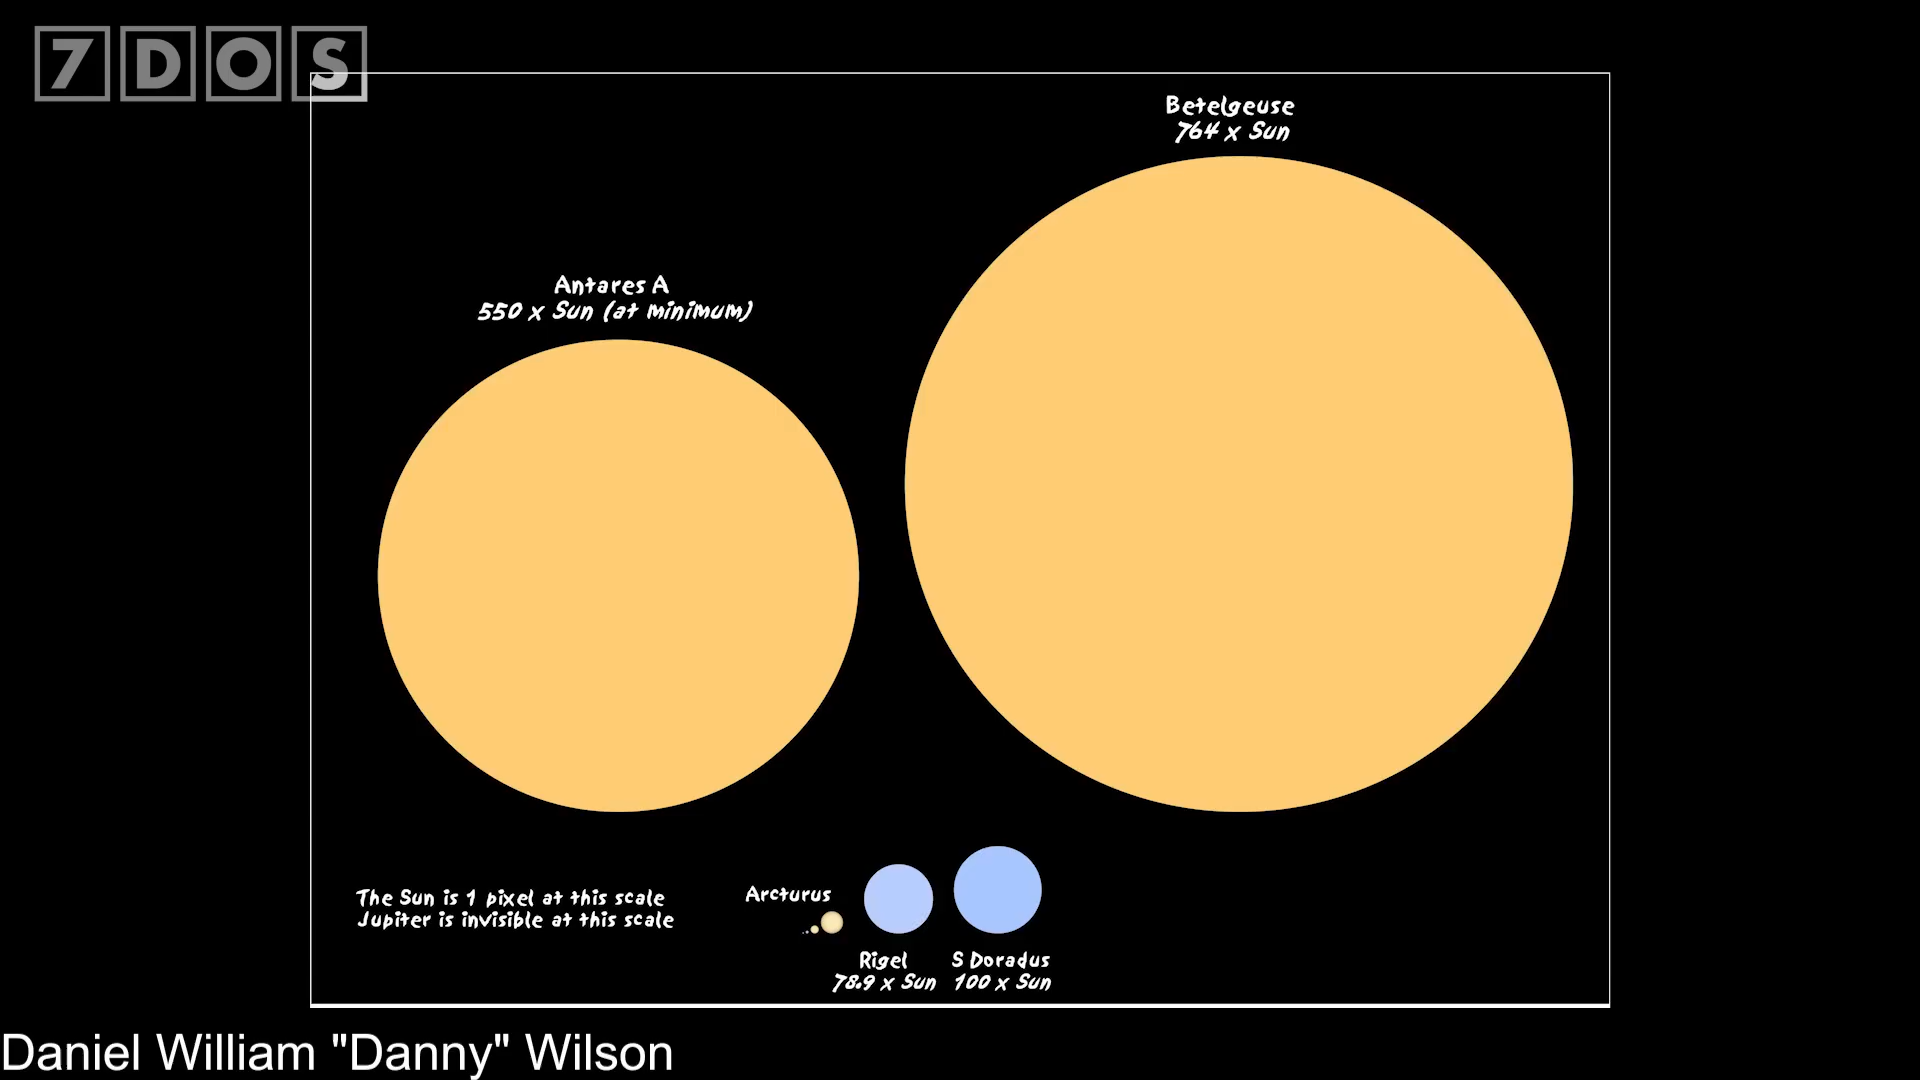 7DOS
Betelgeuse
764 x Sun
Antares A
550 x Sun (at minimum)
The Sun is 1 pixel at this scale
Jupiter is invisible at this scale
Arcturus
Rigel
78.9 x Sun
S Doradus
100 x Sun
Daniel William "Danny" Wilson